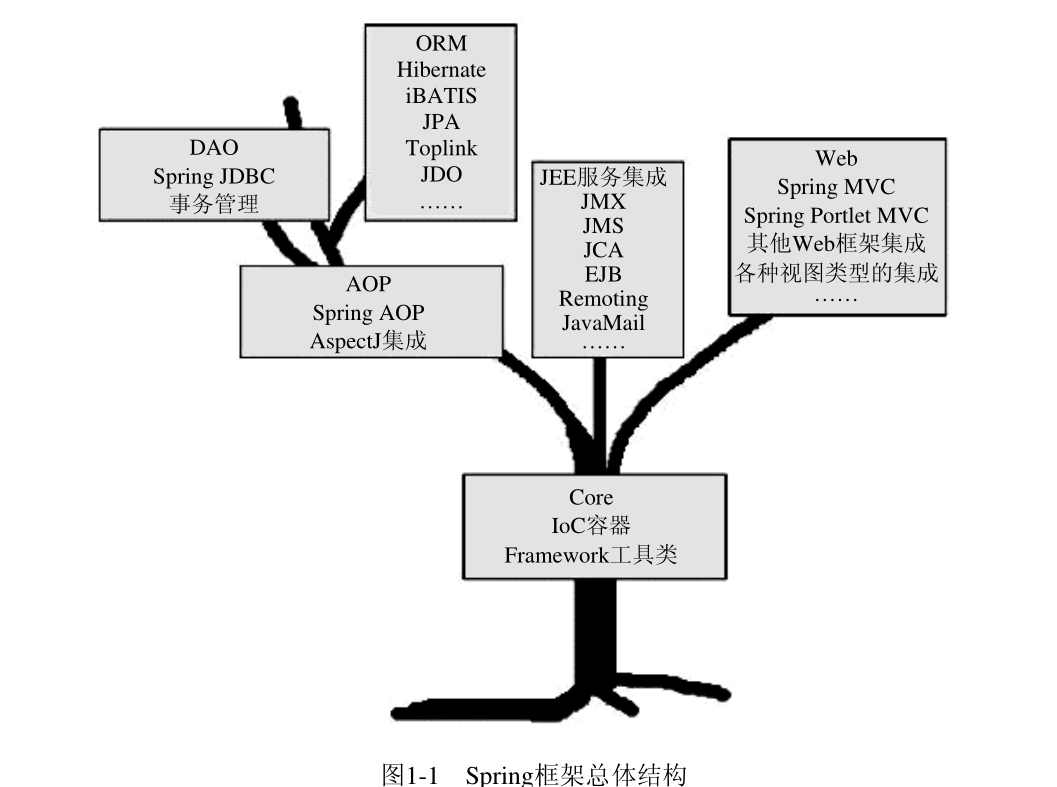 ORM
Hibernate
iBATIS
JPA
Toplink
JDO
……
DAO
Spring JDBC
事务管理
AOP
Spring AOP
AspectJ集成
JEE服务集成
JMX
JMS
JCA
EJB
Remoting
JavaMail
……
Web
Spring MVC
Spring Portlet MVC
其他Web框架集成
各种视图类型的集成
……
Core
IoC容器
Framework工具类
图1-1 Spring框架总体结构